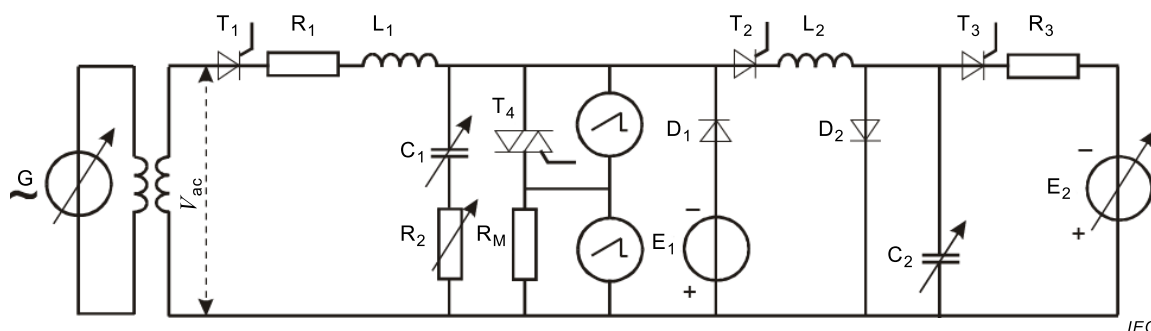 T1 R1 L1 T2 L2 T3 R3
T4
D1 D2
C1
G Vac
E2
R2 RM E1 C2
IEC